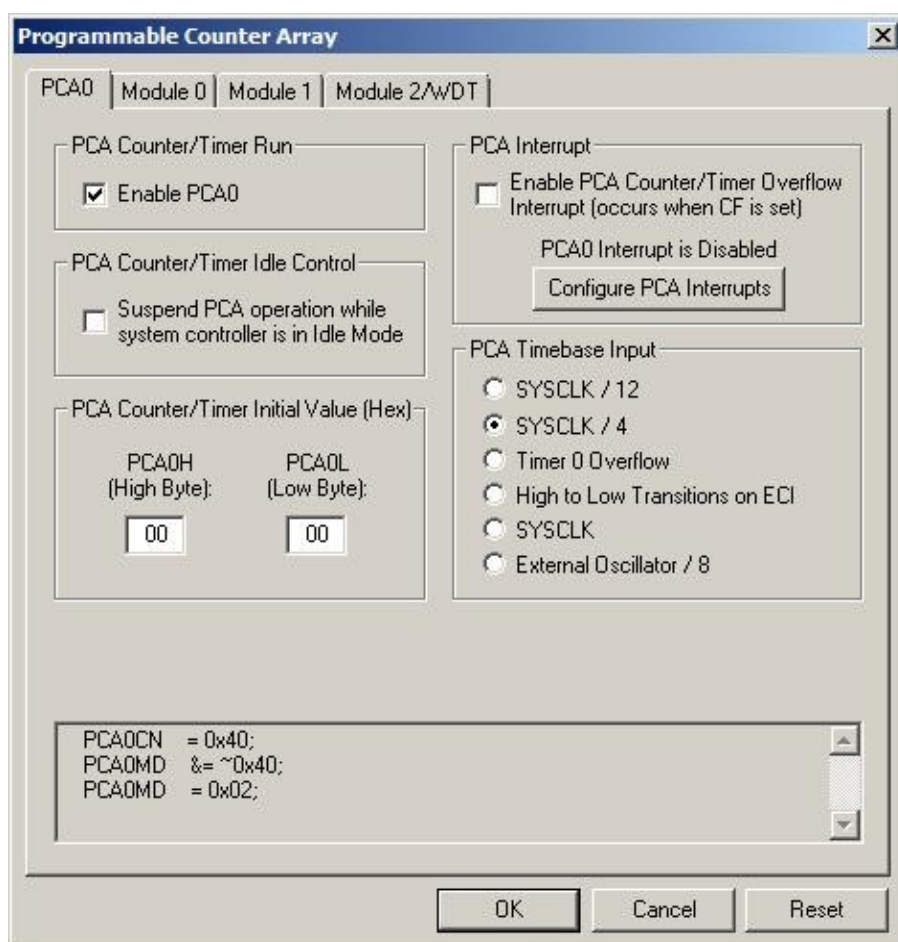 Programmable Counter Array
PCA0 Module 0 Module 1 Module 2/WDT
PCA Counter/Timer Run
Enable PCA0
PCA Counter/Timer Idle Control
Suspend PCA operation while
system controller is in Idle Mode
PCA Counter/Timer Initial Value (Hex)
PCA0H PCA0L
(High Byte): (Low Byte):
00 00
PCA Interrupt
Enable PCA Counter/Timer Overflow
Interrupt (occurs when CF is set)
PCA0 Interrupt is Disabled
Configure PCA Interrupts
PCA Timebase Input
SYSCLK / 12
SYSCLK / 4
Timer 0 Overflow
High to Low Transitions on ECI
SYSCLK
External Oscillator / 8
PCA0CN = 0x40;
PCA0MD &= ~0x40;
PCA0MD = 0x02;
OK Cancel Reset